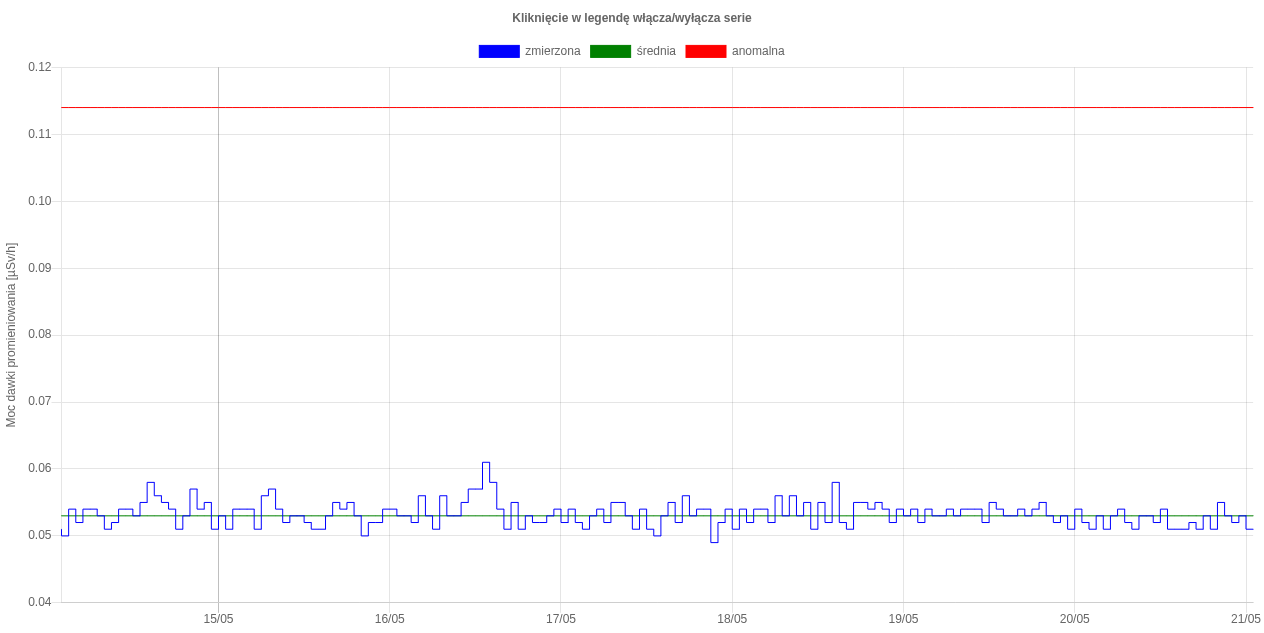 Kliknięcie w legendę włącza/wyłącza serie
zmierzona średnia anomalna
0.12
0.11
0.10
0.09
0.08
0.07
0.06
0.05
0.04
Moc dawki promieniowania [µSv/h]
15/05 16/05 17/05 18/05 19/05 20/05 21/05